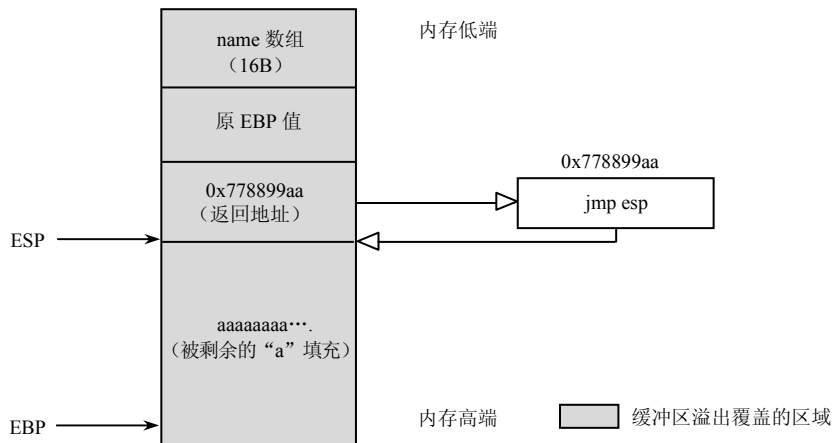 name 数组
（16B）
内存低端
原 EBP 值
0x778899aa
（返回地址）
0x778899aa
jmp esp
ESP
aaaaaaaa….
（被剩余的“a”填充）
EBP
内存高端
缓冲区溢出覆盖的区域